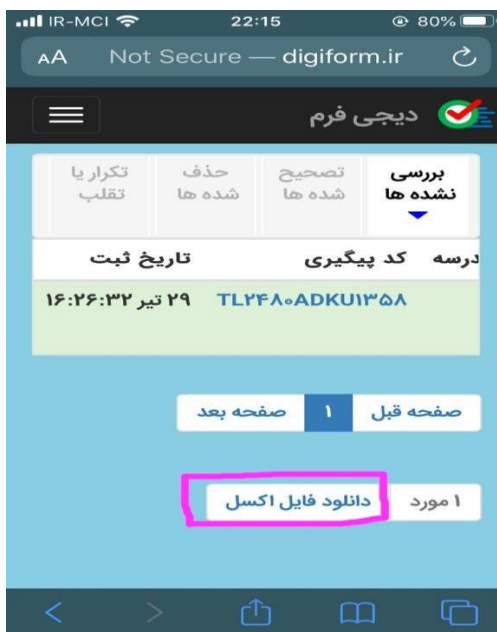 IR-MCI 22:15 80%
AA Not Secure — digiform.ir
دیجی فرم
بررسی نشده ها
تصحیح شده ها
حذف شده ها
تکرار یا تقلب
درسه کد پیگیری تاریخ ثبت
TL۲۴۸۰ADKU۱۳۵۸ ۲۹ تیر ۱۶:۲۶:۳۲
صفحه قبل ۱ صفحه بعد
۱ مورد دانلود فایل اکسل